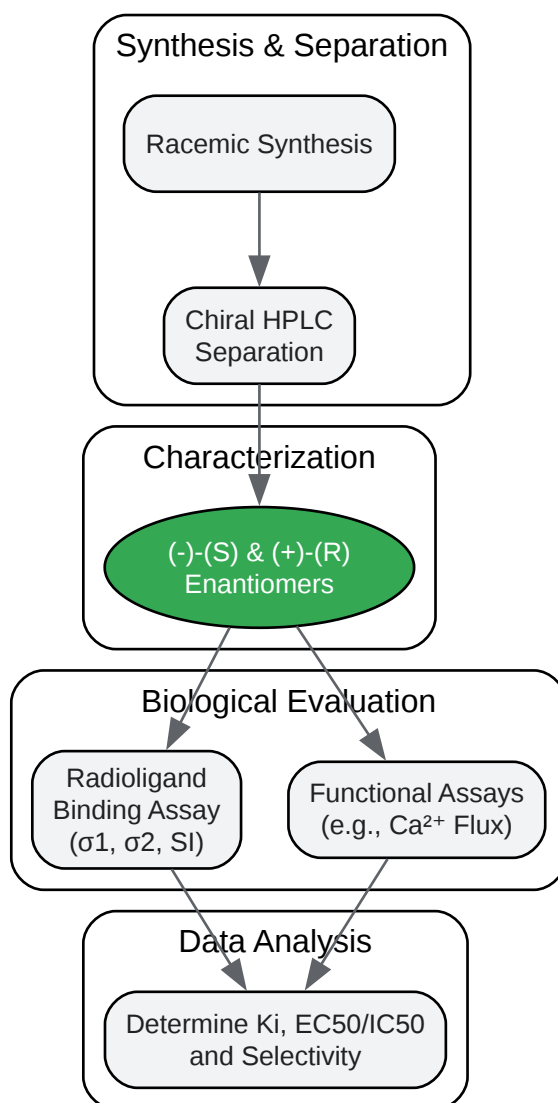 Synthesis & Separation
Racemic Synthesis
Chiral HPLC
Separation
Characterization
(-)-(S) & (+)-(R)
Enantiomers
Biological Evaluation
Radioligand
Binding Assay
(σ1, σ2, SI)
Functional Assays
(e.g., Ca²⁺ Flux)
Data Analysis
Determine Ki, EC50/IC50
and Selectivity